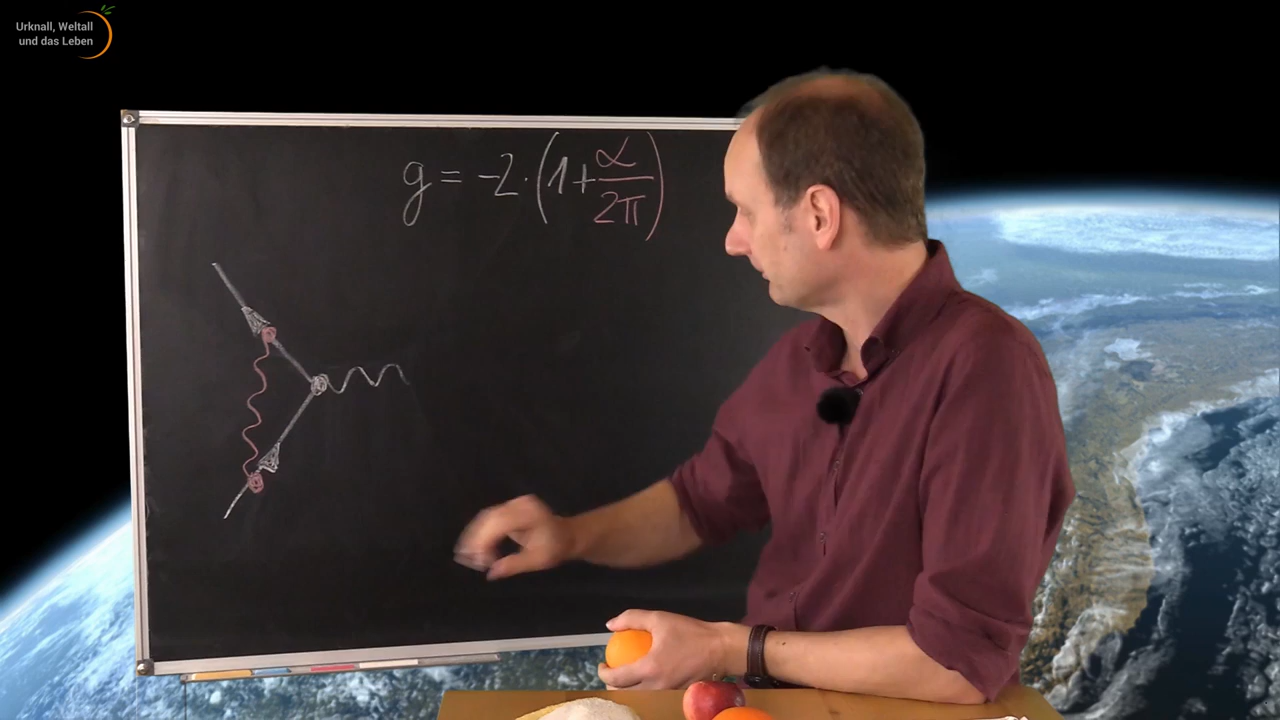 Urknall, Weltall
und das Leben
g = -2·(1+α/2π)